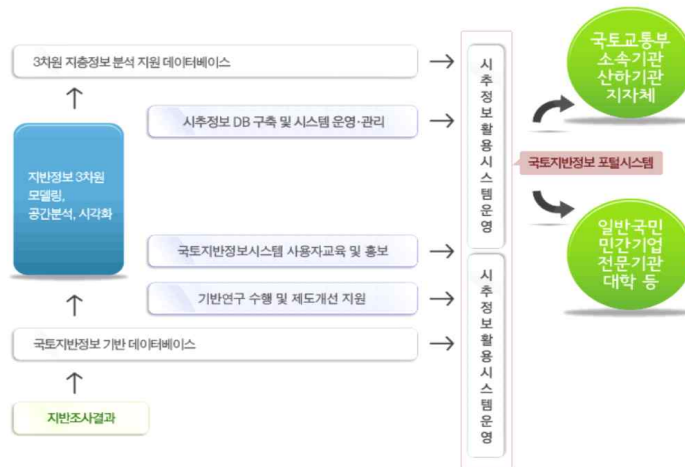 3차원 지층정보 분석 지원 데이터베이스
시추정보 DB 구축 및 시스템 운영·관리
지반정보 3차원
모델링,
공간분석, 시각화
국토지반정보시스템 사용자교육 및 홍보
기반연구 수행 및 제도개선 지원
국토지반정보 기반 데이터베이스
지반조사결과
시추정보활용시스템운영
시추정보활용시스템운영
국토지반정보 포털시스템
국토교통부
소속기관
산하기관
지자체
일반국민
민간기업
전문기관
대학 등